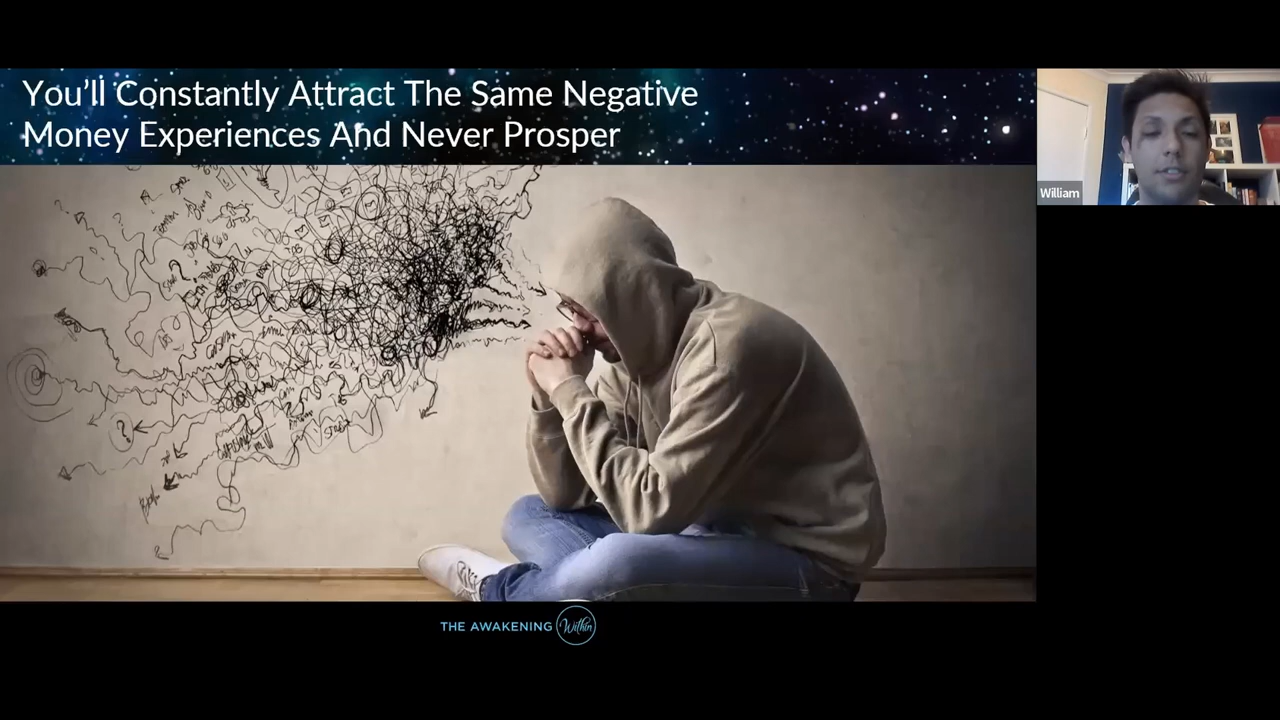 You'll Constantly Attract The Same Negative
Money Experiences And Never Prosper
William
THE AWAKENING Within